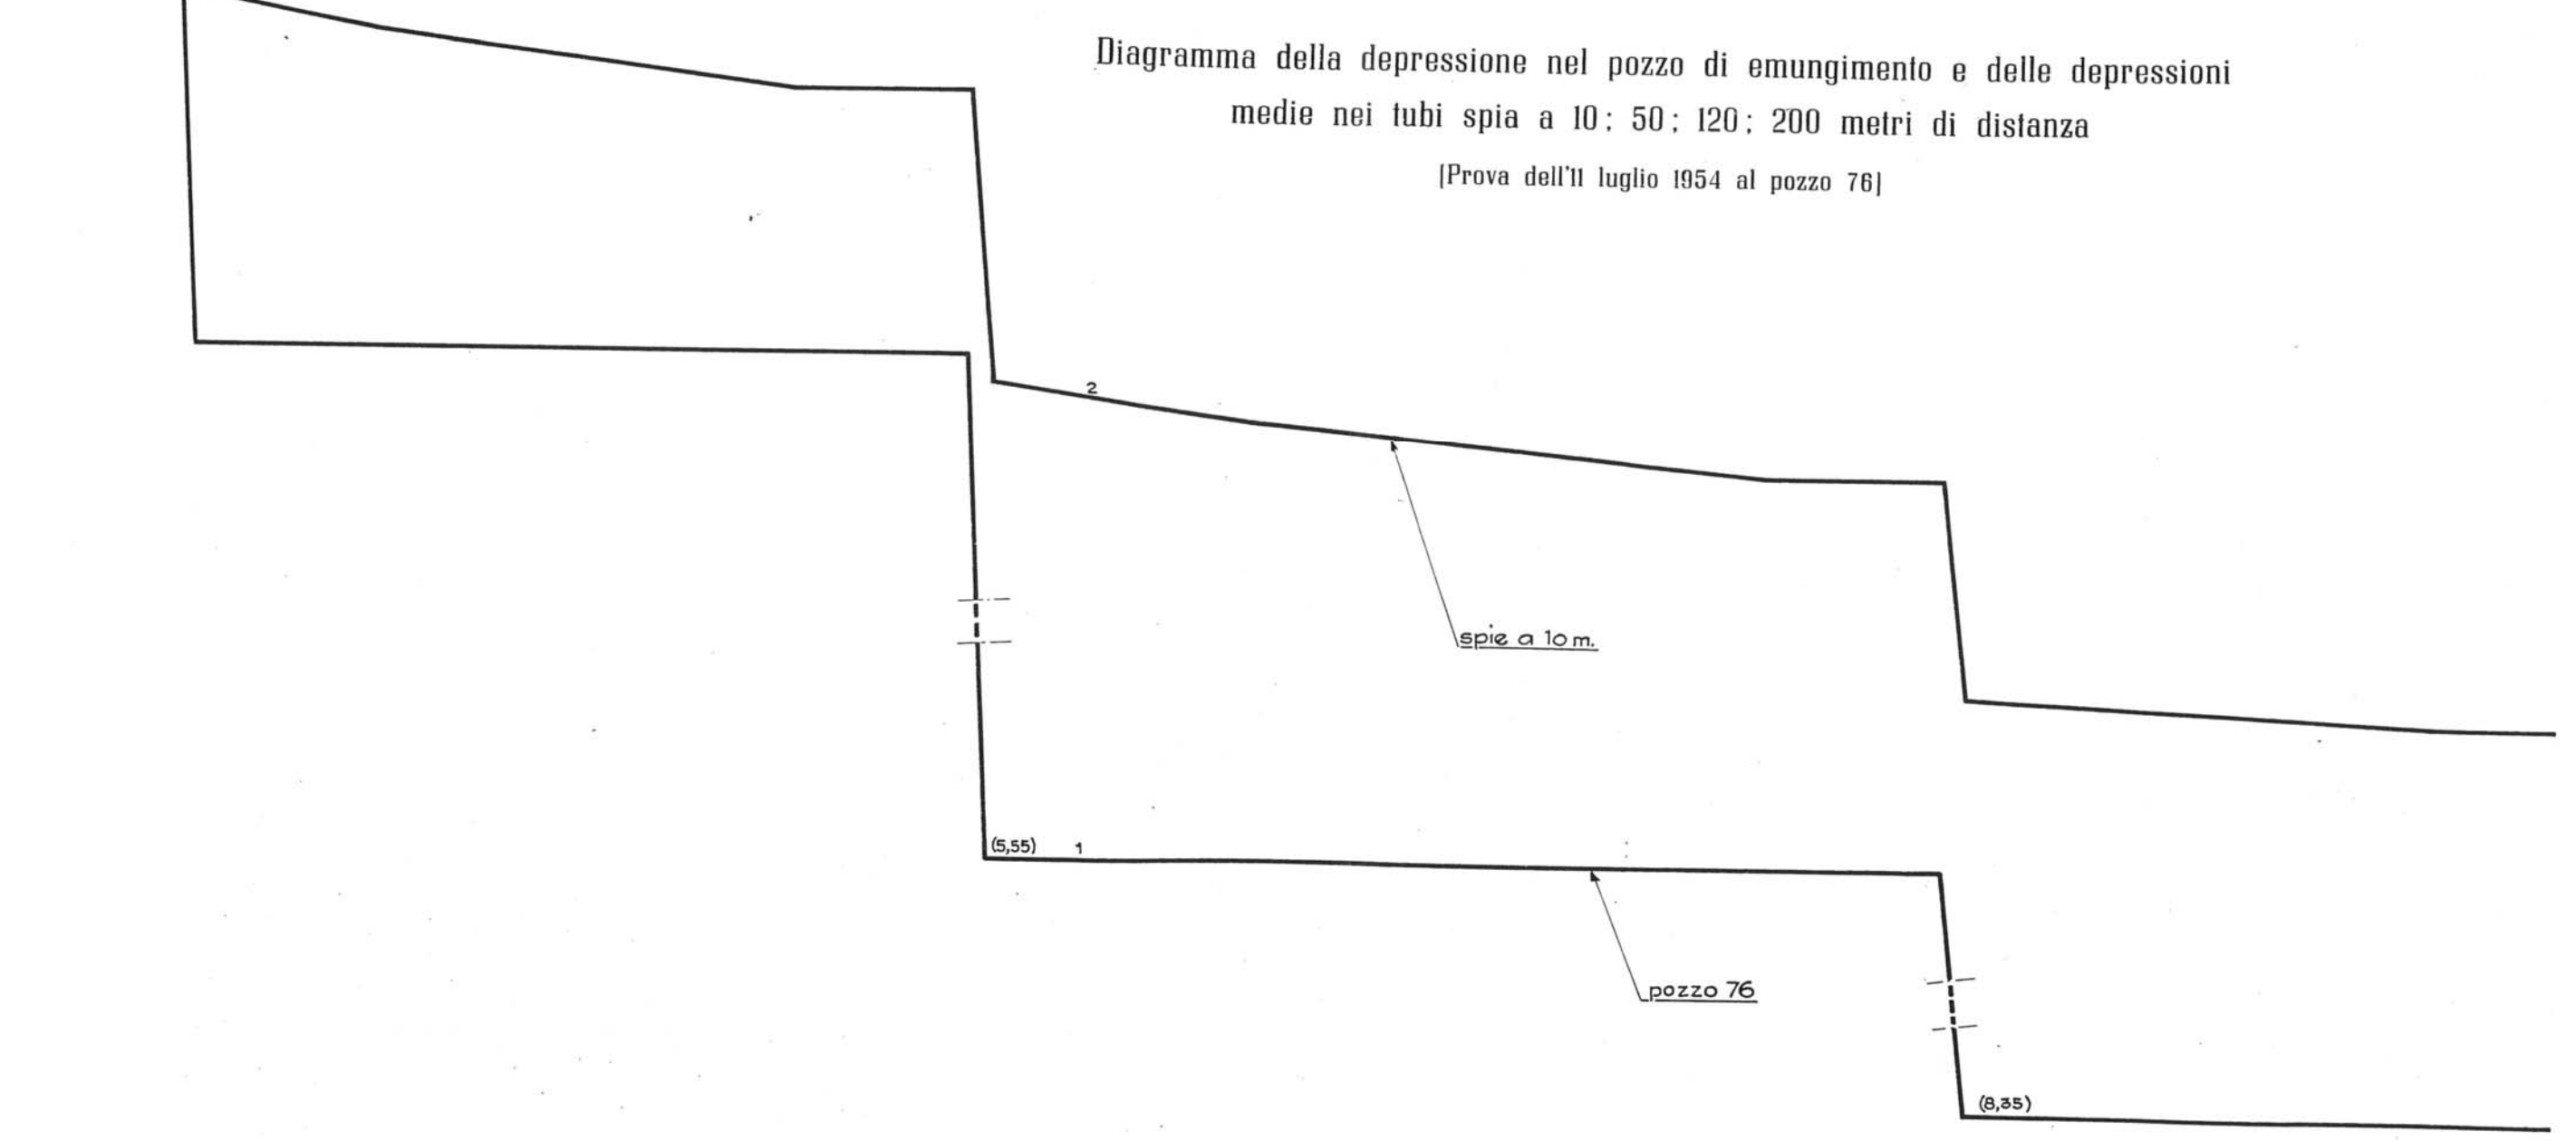 Diagramma della depressione nel pozzo di emungimento e delle depressioni
medie nei tubi spia a 10; 50; 120; 200 metri di distanza
[Prova dell'11 luglio 1954 al pozzo 76]
2
spie a 10 m.
(5,55) 1
pozzo 76
(8,35)